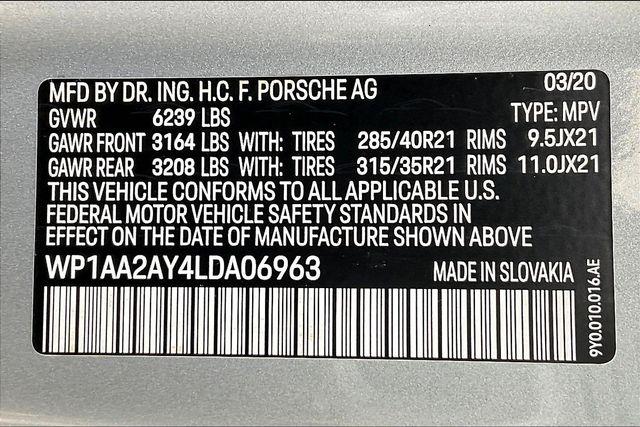 MFD BY DR. ING. H.C. F. PORSCHE AG 03/20
GVWR 6239 LBS TYPE: MPV
GAWR FRONT 3164 LBS WITH: TIRES 285/40R21 RIMS 9.5JX21
GAWR REAR 3208 LBS WITH: TIRES 315/35R21 RIMS 11.0JX21
THIS VEHICLE CONFORMS TO ALL APPLICABLE U.S.
FEDERAL MOTOR VEHICLE SAFETY STANDARDS IN
EFFECT ON THE DATE OF MANUFACTURE SHOWN ABOVE.
WP1AA2AY4LDA06963 MADE IN SLOVAKIA
9Y0.010.016.AE